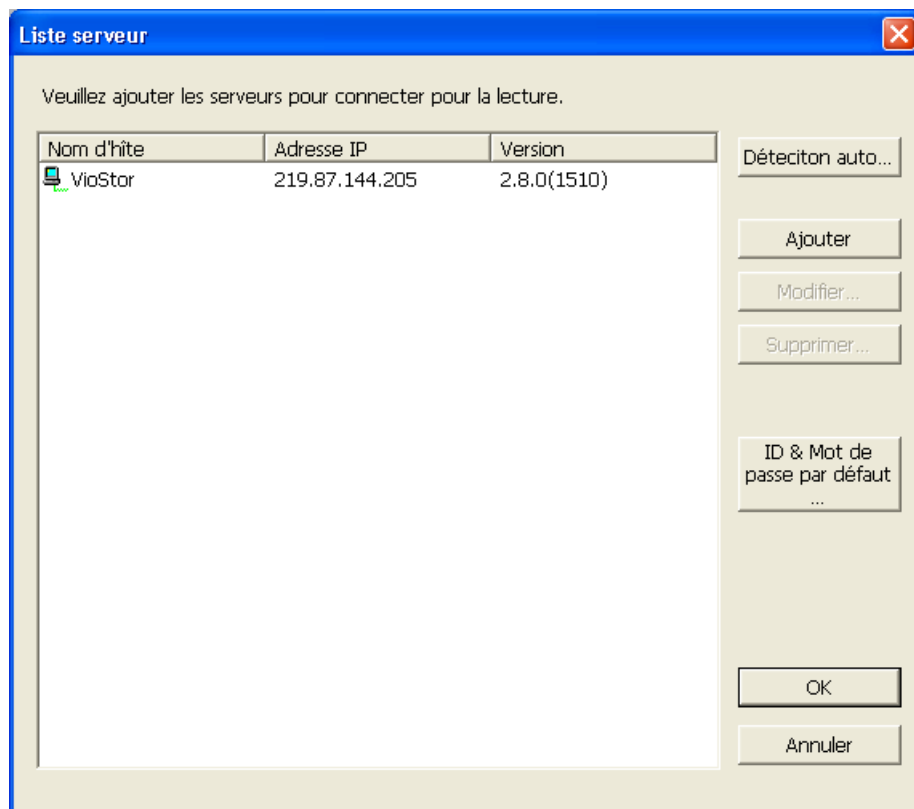 Liste serveur
Veuillez ajouter les serveurs pour connecter pour la lecture.
Nom d'hîte Adresse IP Version
VioStor 219.87.144.205 2.8.0(1510)
Déteciton auto...
Ajouter
Modifier...
Supprimer...
ID & Mot de
passe par défaut
...
OK
Annuler